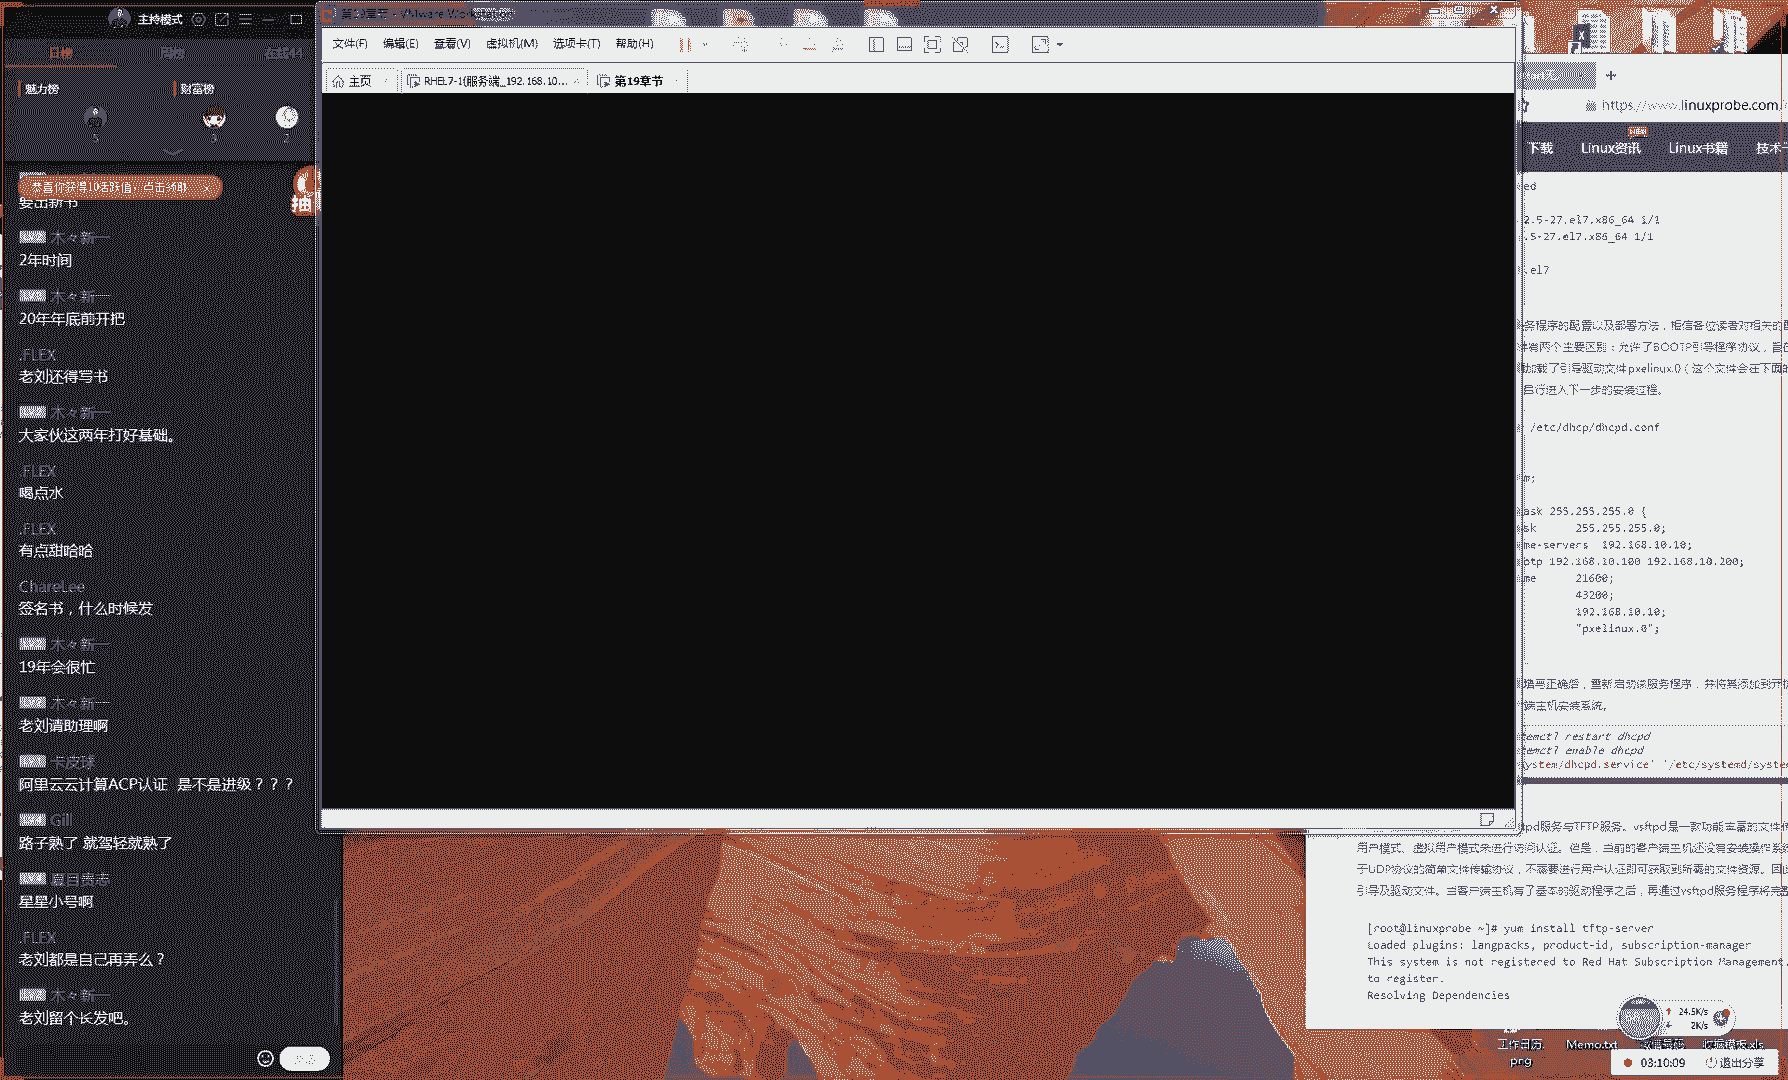 主持模式
日榜
周榜
魅力榜
财富榜
5
3
2
恭喜你获得10活跃值，点击领取
要出新书
木々新一
2年时间
木々新一
20年年底前开把
.FLEX
老刘还得写书
木々新一
大家伙这两年打好基础。
.FLEX
喝点水
.FLEX
有点甜哈哈
ChareLee
签名书，什么时候发
木々新一
19年会很忙
木々新一
老刘请助理啊
卡皮球
阿里云云计算ACP认证 是不是进级？？？
Gill
路子熟了 就驾轻就熟了
夏目贵志
星星小号啊
.FLEX
老刘都是自己再弄么？
木々新一
老刘留个长发吧。
第19章节 - VMware Workstation
文件(F) 编辑(E) 查看(V) 虚拟机(M) 选项卡(T) 帮助(H)
主页
RHEL7-1(服务端_192.168.10...
第19章节
https://www.linuxprobe.com
下载 Linux资讯 Linux书籍 技术
NEW
ed
2.5-27.el7.x86_64 1/1
.5-27.el7.x86_64 1/1
.el7
务程序的配置以及部署方法，相信各位读者对相关的
有两个主要区别：允许了BOOTP引导程序协议，旨在
加载了引导驱动文件pxelinux.0（这个文件会在下面的
自行进入下一步的安装过程。
/etc/dhcp/dhcpd.conf
m;
ask 255.255.255.0 {
sk 255.255.255.0;
me-servers 192.168.10.10;
otp 192.168.10.100 192.168.10.200;
me 21600;
43200;
192.168.10.10;
"pxelinux.0";
填写正确后，重新启动该服务程序，并将其添加到开
端主机安装系统。
temctl restart dhcpd
temctl enable dhcpd
ystem/dhcpd.service' '/etc/systemd/system
tpd服务与TFTP服务。vsftpd是一款功能丰富的文件传
用户模式、虚拟用户模式来进行访问认证。但是，当前的客户端主机还没有安装操作系统
于UDP协议的简单文件传输协议，不需要进行用户认证即可获取到所需的文件资源。因此
引导及驱动文件。当客户端主机有了基本的驱动程序之后，再通过vsftpd服务程序将完
[root@linuxprobe ~]# yum install tftp-server
Loaded plugins: langpacks, product-id, subscription-manager
This system is not registered to Red Hat Subscription Management.
to register.
Resolving Dependencies
24.5K/s
2K/s
工作日历.png
Memo.txt
03:10:09
退出分享